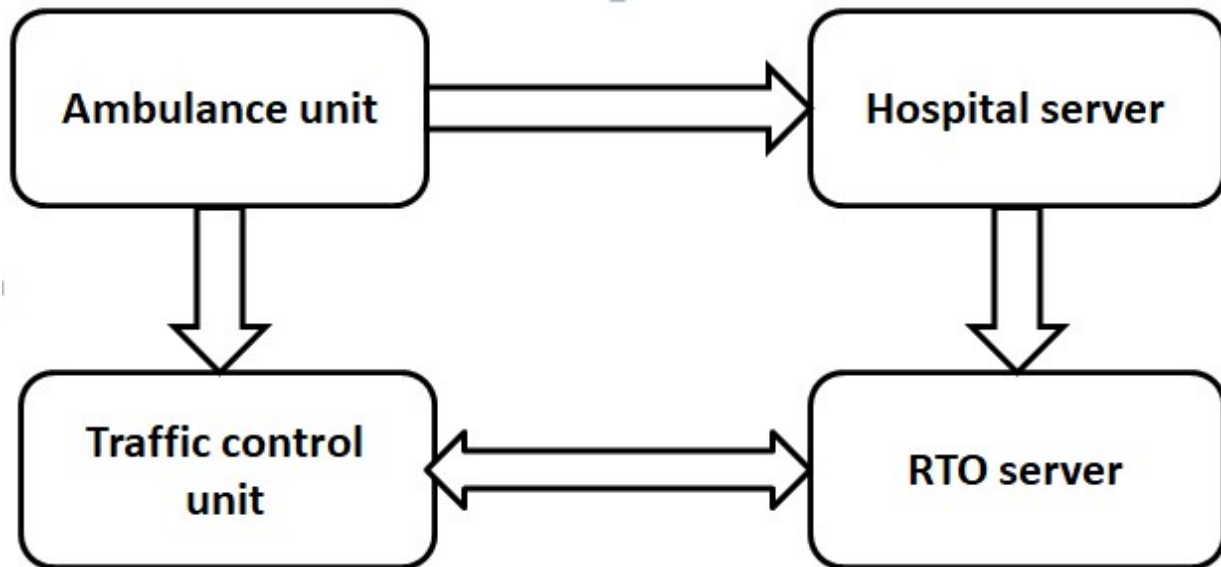 Ambulance unit
Hospital server
Traffic control
unit
RTO server